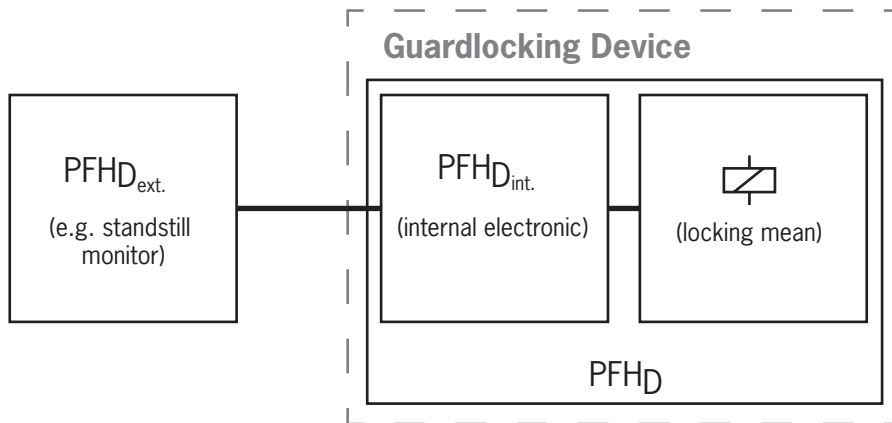 Guardlocking Device
PFHDext.
(e.g. standstill
monitor)
PFHDint.
(internal electronic)
(locking mean)
PFHD